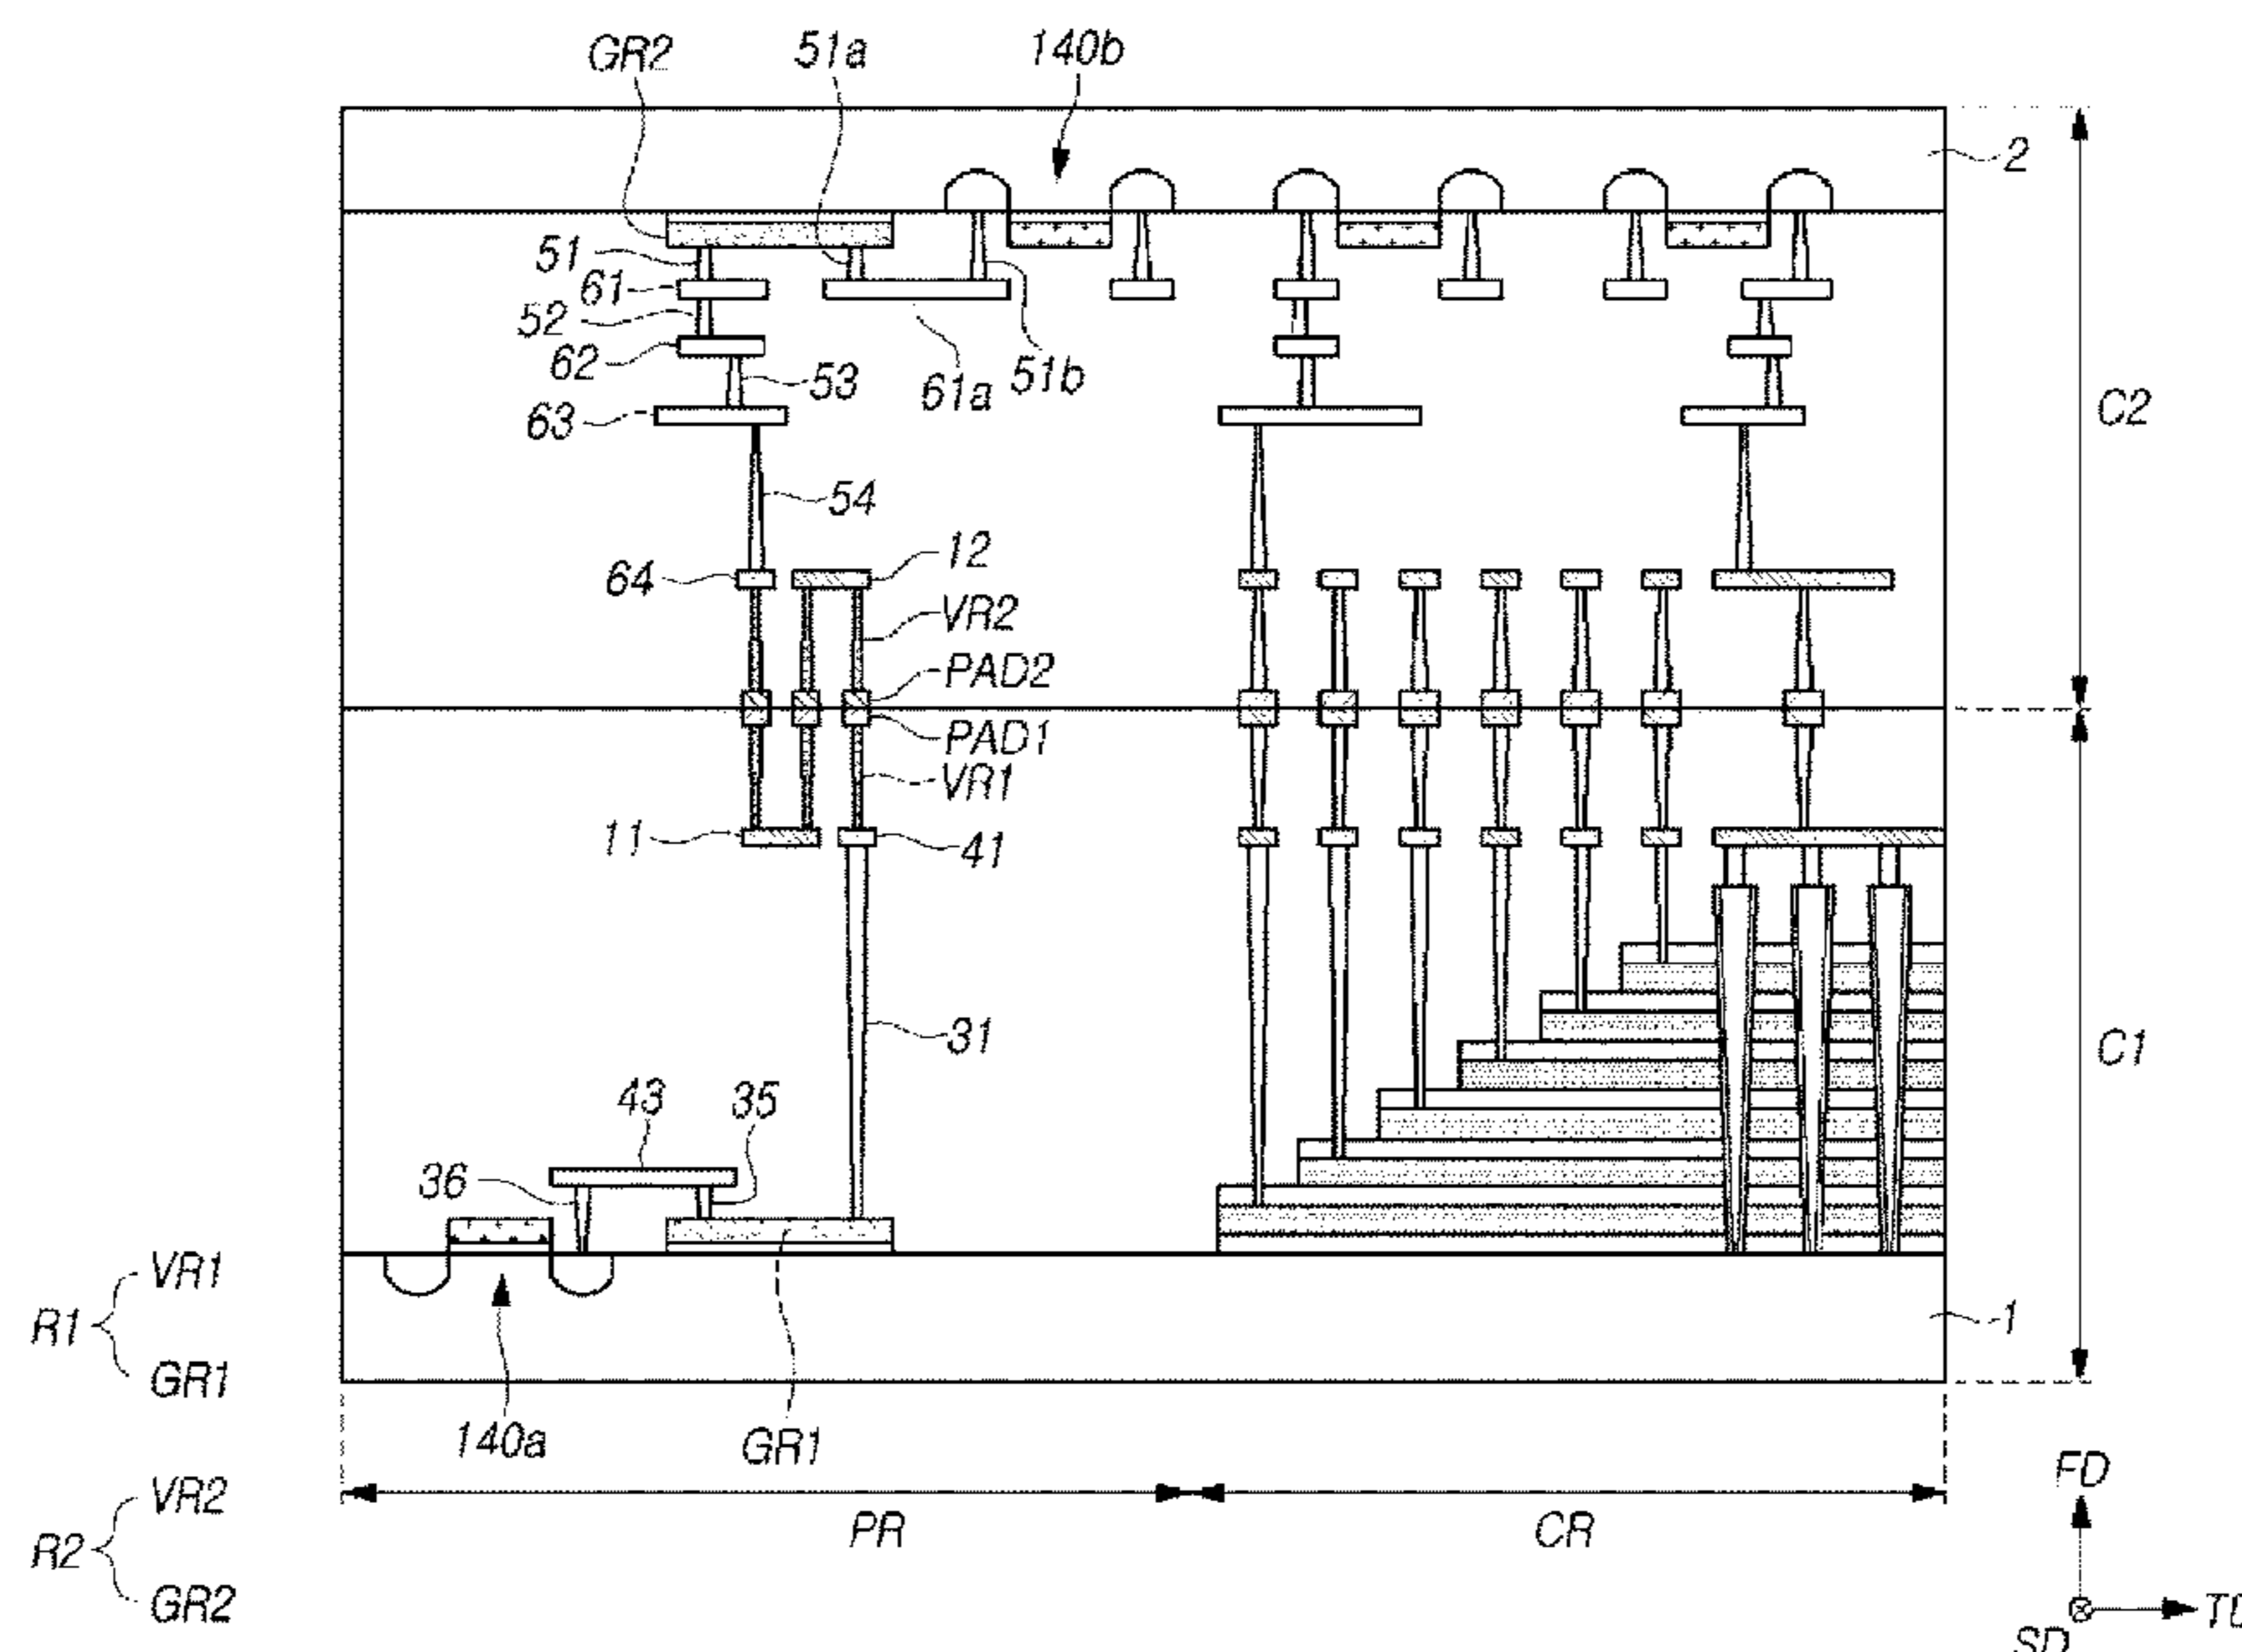 GR2 51a 140b
2
51
61
52
62 53 61a 51b
63 C2
54
12
64
VR2
PAD2
PAD1
VR1
11 41
31
C1
43 35
36
VR1
R1 1
GR1
140a GR1
VR2 FD
PR CR
R2
GR2 TD
SD